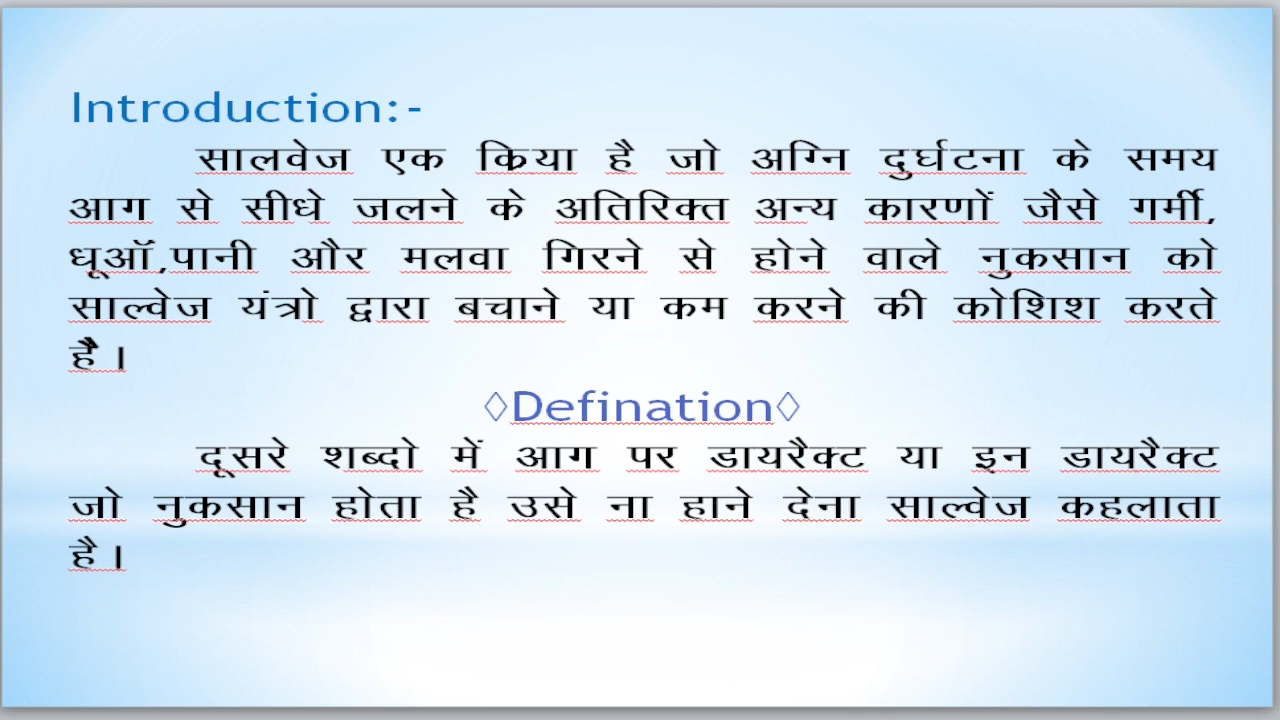 Introduction:-
सालवेज एक क्रिया है जो अग्नि दुर्घटना के समय
आग से सीधे जलने के अतिरिक्त अन्य कारणों जैसे गर्मी,
धूऑं,पानी और मलवा गिरने से होने वाले नुकसान को
साल्वेज यंत्रो द्वारा बचाने या कम करने की कोशिश करते
है।
◊Defination◊
दूसरे शब्दो में आग पर डायरैक्ट या इन डायरैक्ट
जो नुकसान होता है उसे ना हाने देना साल्वेज कहलाता
है।